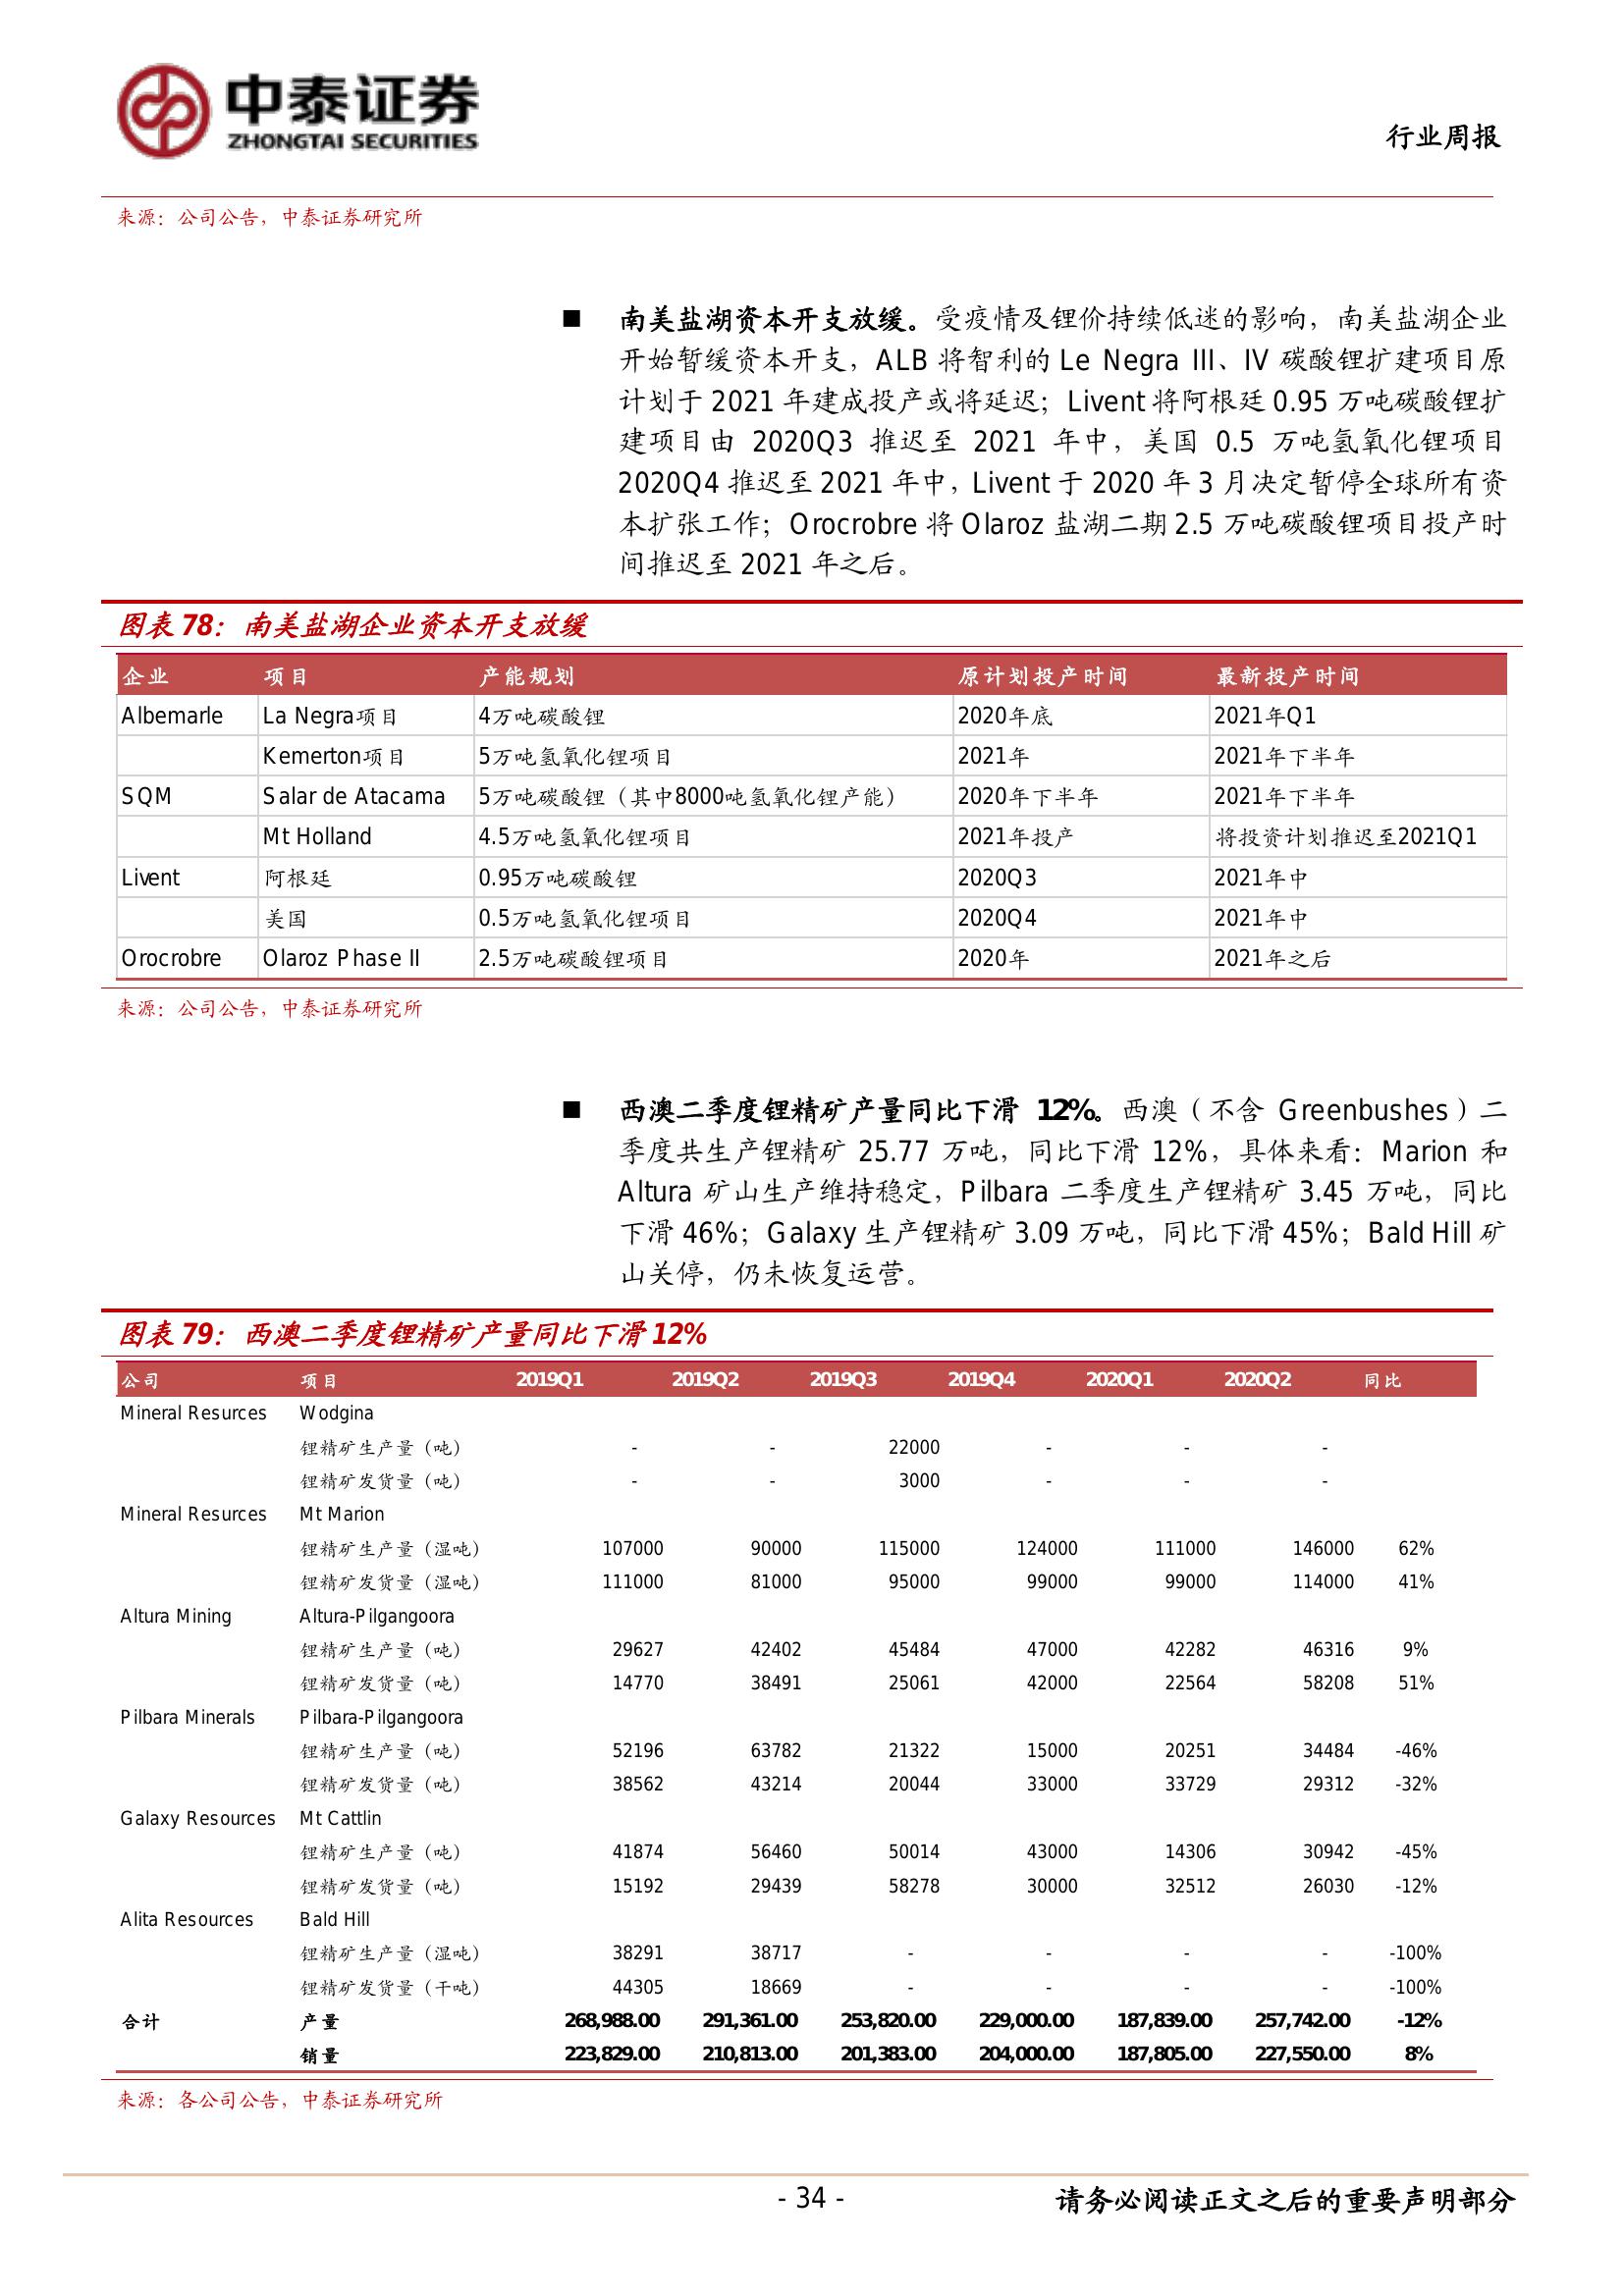 中泰证券
ZHONGTAI SECURITIES
行业周报
来源：公司公告，中泰证券研究所
■ 南美盐湖资本开支放缓。受疫情及锂价持续低迷的影响，南美盐湖企业
开始暂缓资本开支，ALB 将智利的 Le Negra III、IV 碳酸锂扩建项目原
计划于 2021 年建成投产或将延迟；Livent 将阿根廷 0.95 万吨碳酸锂扩
建项目由 2020Q3 推迟至 2021 年中，美国 0.5 万吨氢氧化锂项目
2020Q4 推迟至 2021 年中，Livent 于 2020 年 3 月决定暂停全球所有资
本扩张工作；Orocrobre 将 Olaroz 盐湖二期 2.5 万吨碳酸锂项目投产时
间推迟至 2021 年之后。
图表 78：南美盐湖企业资本开支放缓
企业 项目 产能规划 原计划投产时间 最新投产时间
Albemarle La Negra项目 4万吨碳酸锂 2020年底 2021年Q1
Kemerton项目 5万吨氢氧化锂项目 2021年 2021年下半年
SQM Salar de Atacama 5万吨碳酸锂（其中8000吨氢氧化锂产能） 2020年下半年 2021年下半年
Mt Holland 4.5万吨氢氧化锂项目 2021年投产 将投资计划推迟至2021Q1
Livent 阿根廷 0.95万吨碳酸锂 2020Q3 2021年中
美国 0.5万吨氢氧化锂项目 2020Q4 2021年中
Orocrobre Olaroz Phase II 2.5万吨碳酸锂项目 2020年 2021年之后
来源：公司公告，中泰证券研究所
■ 西澳二季度锂精矿产量同比下滑 12%。西澳（不含 Greenbushes）二
季度共生产锂精矿 25.77 万吨，同比下滑 12%，具体来看：Marion 和
Altura 矿山生产维持稳定，Pilbara 二季度生产锂精矿 3.45 万吨，同比
下滑 46%；Galaxy 生产锂精矿 3.09 万吨，同比下滑 45%；Bald Hill 矿
山关停，仍未恢复运营。
图表 79：西澳二季度锂精矿产量同比下滑 12%
公司 项目 2019Q1 2019Q2 2019Q3 2019Q4 2020Q1 2020Q2 同比
Mineral Resurces Wodgina
锂精矿生产量（吨） - - 22000 - - -
锂精矿发货量（吨） - - 3000 - - -
Mineral Resurces Mt Marion
锂精矿生产量（湿吨） 107000 90000 115000 124000 111000 146000 62%
锂精矿发货量（湿吨） 111000 81000 95000 99000 99000 114000 41%
Altura Mining Altura-Pilgangoora
锂精矿生产量（吨） 29627 42402 45484 47000 42282 46316 9%
锂精矿发货量（吨） 14770 38491 25061 42000 22564 58208 51%
Pilbara Minerals Pilbara-Pilgangoora
锂精矿生产量（吨） 52196 63782 21322 15000 20251 34484 -46%
锂精矿发货量（吨） 38562 43214 20044 33000 33729 29312 -32%
Galaxy Resources Mt Cattlin
锂精矿生产量（吨） 41874 56460 50014 43000 14306 30942 -45%
锂精矿发货量（吨） 15192 29439 58278 30000 32512 26030 -12%
Alita Resources Bald Hill
锂精矿生产量（湿吨） 38291 38717 - - - - -100%
锂精矿发货量（干吨） 44305 18669 - - - - -100%
合计 产量 268,988.00 291,361.00 253,820.00 229,000.00 187,839.00 257,742.00 -12%
销量 223,829.00 210,813.00 201,383.00 204,000.00 187,805.00 227,550.00 8%
来源：各公司公告，中泰证券研究所
- 34 - 请务必阅读正文之后的重要声明部分